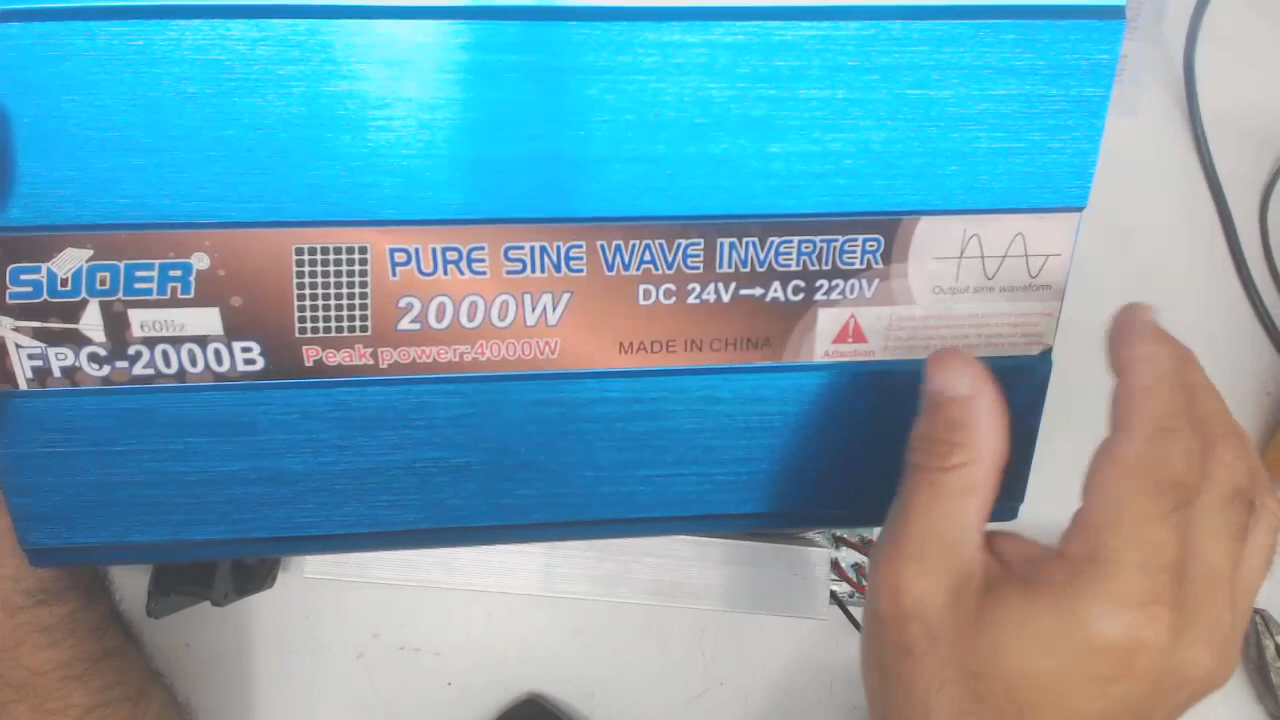 SUOER®
60Hz
FPC-2000B
PURE SINE WAVE INVERTER
2000W
DC 24V→AC 220V
Peak power:4000W
MADE IN CHINA
Output sine waveform
Attention